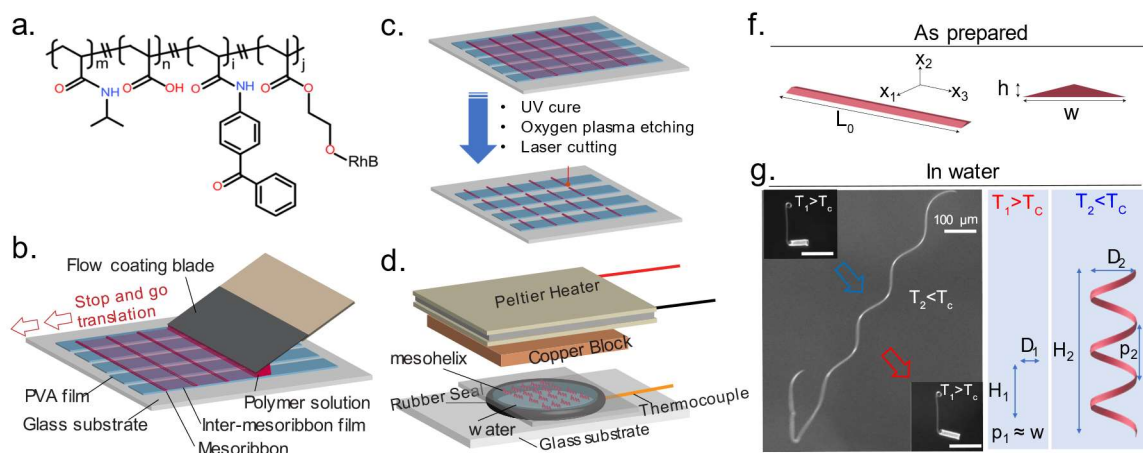 a.
m
n
i
j
O
NH
O
OH
O
NH
O
O
O
RhB
O
b.
Flow coating blade
Stop and go
translation
PVA film
Glass substrate
Mesoribbon
Inter-mesoribbon film
Polymer solution
c.
• UV cure
• Oxygen plasma etching
• Laser cutting
d.
Peltier Heater
Copper Block
mesohelix
Rubber Seal
water
Glass substrate
Thermocouple
f.
As prepared
x2
x1
x3
L0
h
w
g.
In water
T1>TC
100 µm
T2<Tc
T1>TC
T1>TC
D1
H1
p1 ≈ w
T2<TC
D2
H2
p2